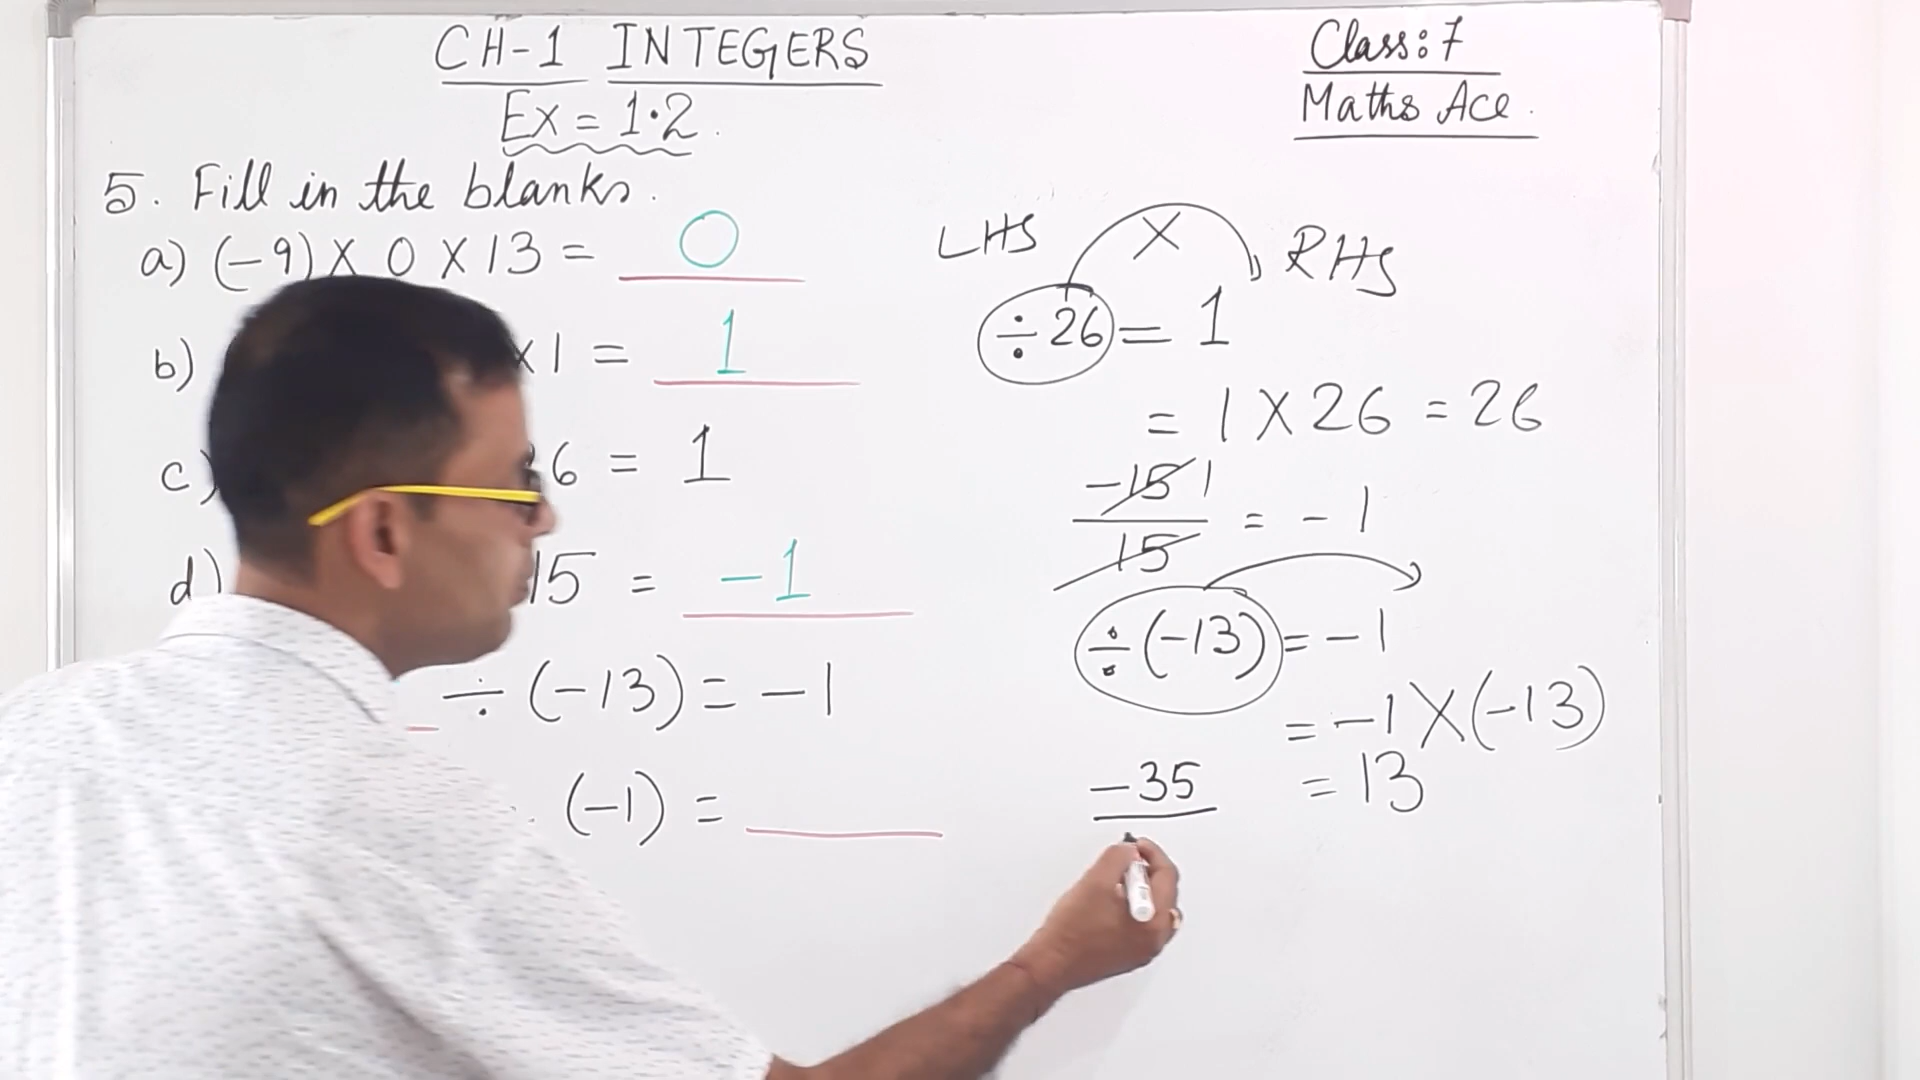 CH-1 INTEGERS
Ex = 1.2.
Class: 7
Maths Ace.
5. Fill in the blanks.
a) (-9) X 0 X 13 = 0
b) x 1 = 1
c) 6 = 1
d) 15 = -1
÷ (-13) = -1
(-1) =
LHS X RHS
÷ 26 = 1
= 1 X 26 = 26
-15 1
15
= -1
÷ (-13) = -1
= -1 X (-13)
= 13
-35